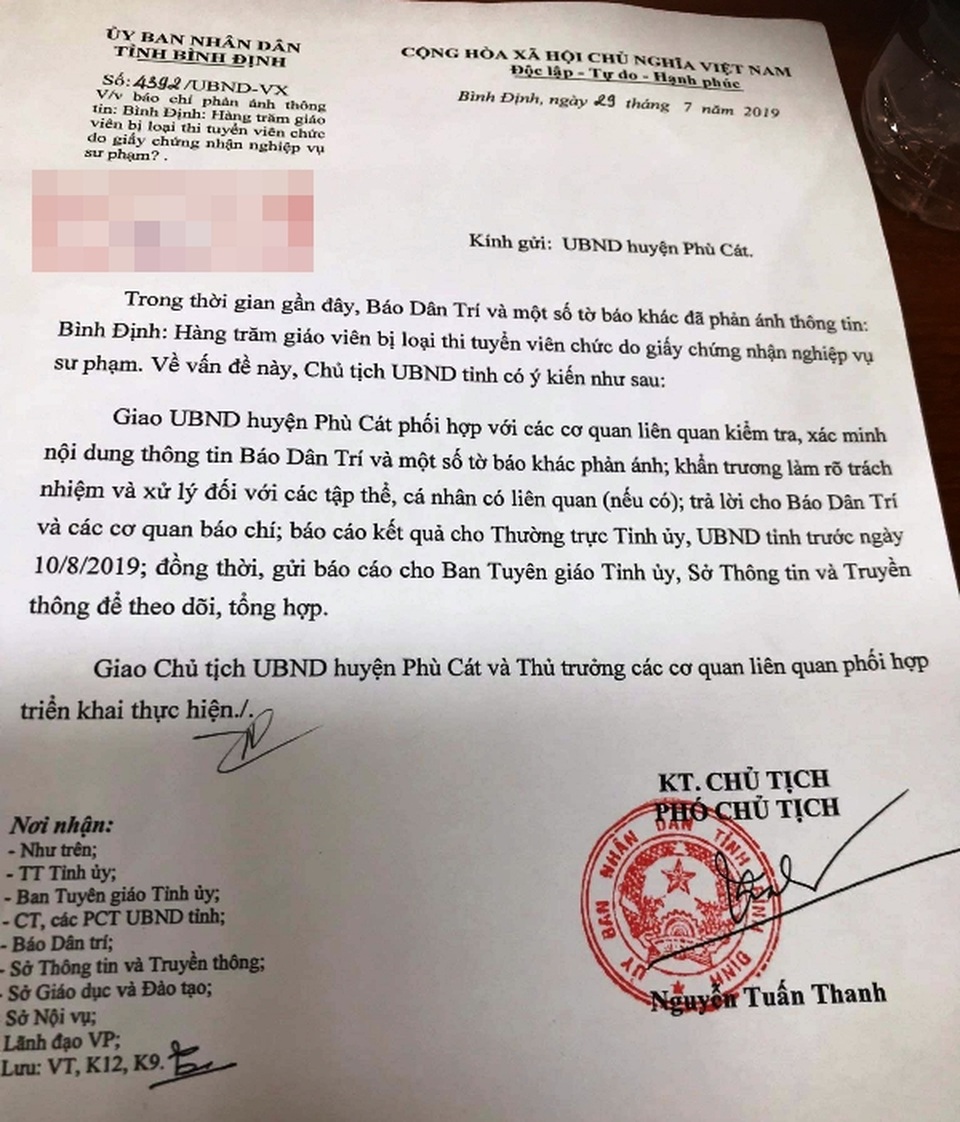 ỦY BAN NHÂN DÂN
TỈNH BÌNH ĐỊNH
CỘNG HÒA XÃ HỘI CHỦ NGHĨA VIỆT NAM
Độc lập - Tự do - Hạnh phúc
Số: 4392/UBND-VX
V/v báo chí phản ánh thông
tin: Bình Định: Hàng trăm giáo
viên bị loại thi tuyển viên chức
do giấy chứng nhận nghiệp vụ
sư phạm? .
Bình Định, ngày 29 tháng 7 năm 2019
Kính gửi: UBND huyện Phù Cát.
Trong thời gian gần đây, Báo Dân Trí và một số tờ báo khác đã phản ánh thông tin:
Bình Định: Hàng trăm giáo viên bị loại thi tuyển viên chức do giấy chứng nhận nghiệp vụ
sư phạm. Về vấn đề này, Chủ tịch UBND tỉnh có ý kiến như sau:
Giao UBND huyện Phù Cát phối hợp với các cơ quan liên quan kiểm tra, xác minh
nội dung thông tin Báo Dân Trí và một số tờ báo khác phản ánh; khẩn trương làm rõ trách
nhiệm và xử lý đối với các tập thể, cá nhân có liên quan (nếu có); trả lời cho Báo Dân Trí
và các cơ quan báo chí; báo cáo kết quả cho Thường trực Tỉnh ủy, UBND tỉnh trước ngày
10/8/2019; đồng thời, gửi báo cáo cho Ban Tuyên giáo Tỉnh ủy, Sở Thông tin và Truyền
thông để theo dõi, tổng hợp.
Giao Chủ tịch UBND huyện Phù Cát và Thủ trưởng các cơ quan liên quan phối hợp
triển khai thực hiện./.
KT. CHỦ TỊCH
PHÓ CHỦ TỊCH
ỦY BAN NHÂN DÂN TỈNH BÌNH ĐỊNH
Nguyễn Tuấn Thanh
Nơi nhận:
- Như trên;
- TT Tỉnh ủy;
- Ban Tuyên giáo Tỉnh ủy;
- CT, các PCT UBND tỉnh;
- Báo Dân trí;
- Sở Thông tin và Truyền thông;
- Sở Giáo dục và Đào tạo;
Sở Nội vụ;
Lãnh đạo VP;
Lưu: VT, K12, K9.